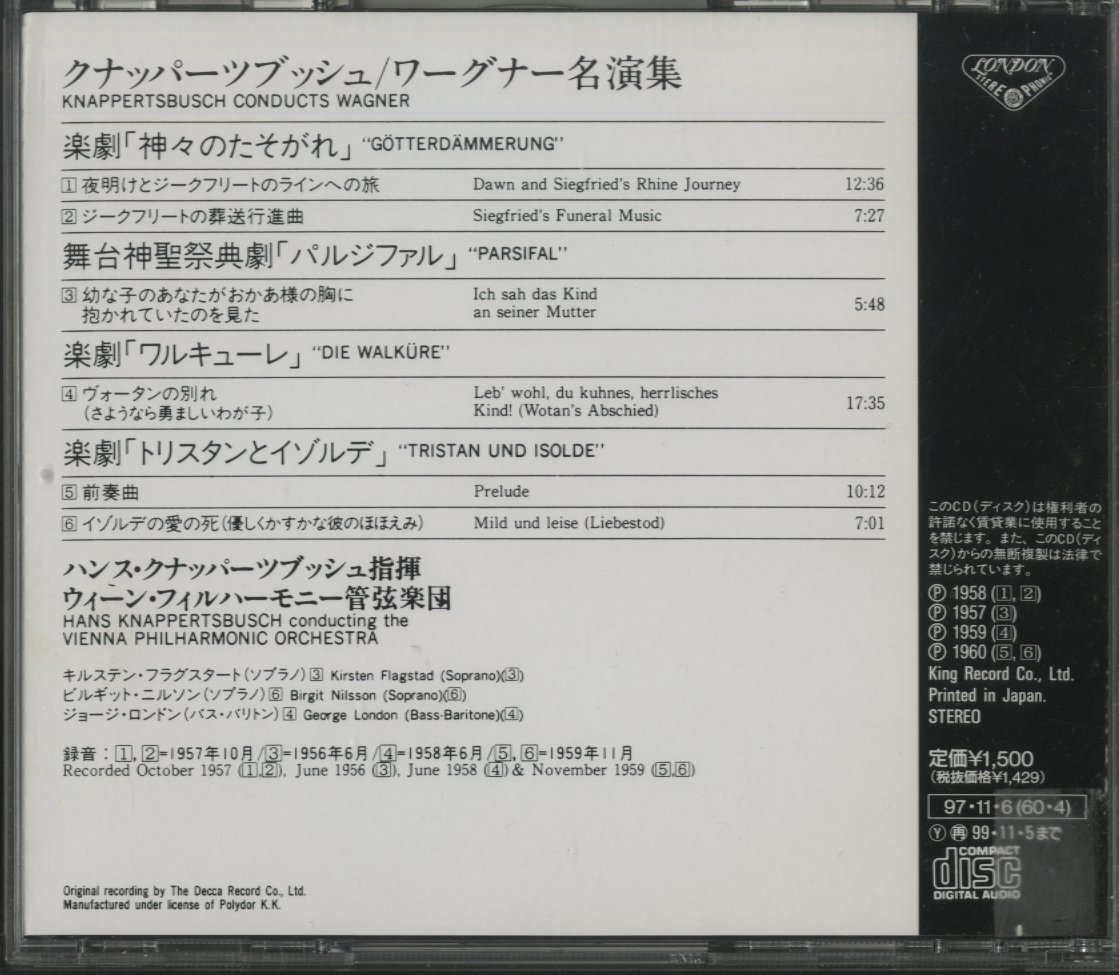 クナッパーツブッシュ/ワーグナー名演集
KNAPPERTSBUSCH CONDUCTS WAGNER
楽劇「神々のたそがれ」 “GÖTTERDÄMMERUNG”
1 夜明けとジークフリートのラインへの旅 Dawn and Siegfried's Rhine Journey 12:36
2 ジークフリートの葬送行進曲 Siegfried's Funeral Music 7:27
舞台神聖祭典劇「パルジファル」 “PARSIFAL”
3 幼な子のあなたがおかあ様の胸に Ich sah das Kind
抱かれていたのを見た an seiner Mutter 5:48
楽劇「ワルキューレ」 “DIE WALKÜRE”
4 ヴォータンの別れ Leb' wohl, du kuhnes, herrlisches
(さようなら勇ましいわが子) Kind! (Wotan's Abschied) 17:35
楽劇「トリスタンとイゾルデ」 “TRISTAN UND ISOLDE”
5 前奏曲 Prelude 10:12
6 イゾルデの愛の死(優しくかすかな彼のほほえみ) Mild und leise (Liebestod) 7:01
ハンス・クナッパーツブッシュ指揮
ウィーン・フィルハーモニー管弦楽団
HANS KNAPPERTSBUSCH conducting the
VIENNA PHILHARMONIC ORCHESTRA
キルステン・フラグスタート(ソプラノ) 3 Kirsten Flagstad (Soprano)(3)
ビルギット・ニルソン(ソプラノ) 6 Birgit Nilsson (Soprano)(6)
ジョージ・ロンドン(バス・バリトン) 4 George London (Bass-Baritone)(4)
録音：1, 2=1957年10月/3=1956年6月/4=1958年6月/5, 6=1959年11月
Recorded October 1957 (1,2), June 1956 (3), June 1958 (4) & November 1959 (5,6)
Original recording by The Decca Record Co., Ltd.
Manufactured under license of Polydor K.K.
LONDON
STEREOPHONIC
このCD(ディスク)は権利者の
許諾なく賃貸業に使用すること
を禁じます。また、このCD(ディ
スク)からの無断複製は法律で
禁じられています。
Ⓟ 1958 (1, 2)
Ⓟ 1957 (3)
Ⓟ 1959 (4)
Ⓟ 1960 (5, 6)
King Record Co., Ltd.
Printed in Japan.
STEREO
定価¥1,500
(税抜価格¥1,429)
97・11・6 (60・4)
Ⓨ ㊢ 99・11・5まで
COMPACT
disc
DIGITAL AUDIO